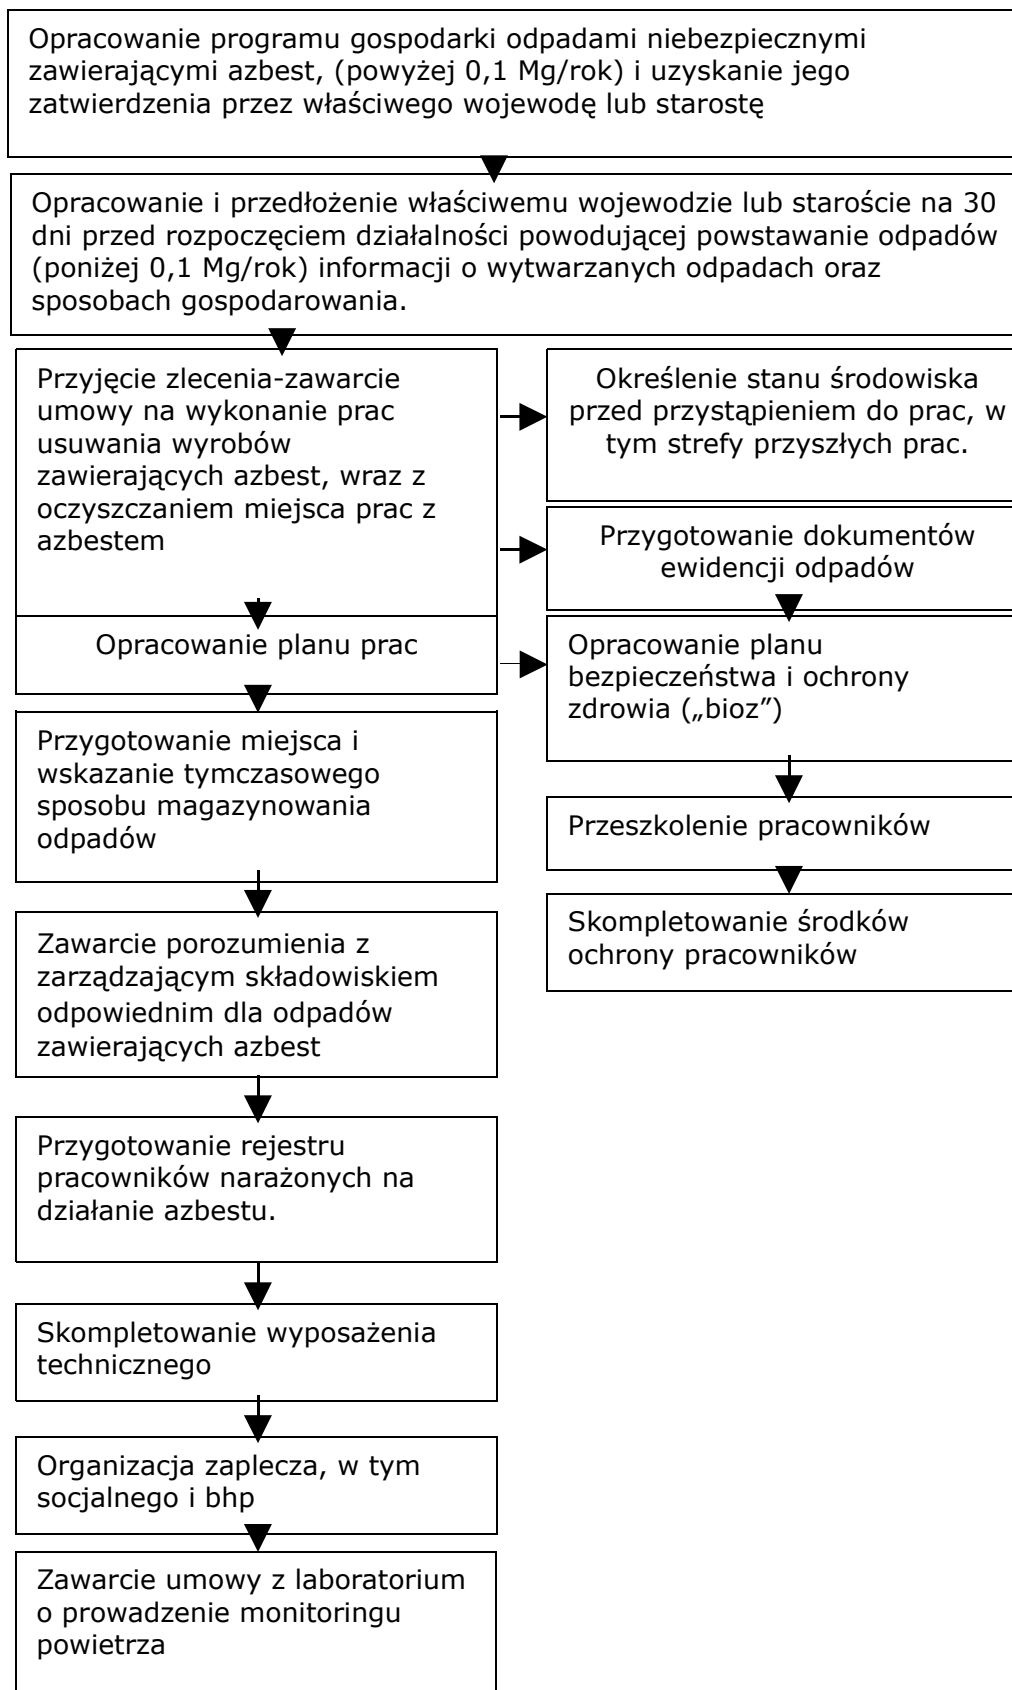 Opracowanie programu gospodarki odpadami niebezpiecznymi
zawierającymi azbest, (powyżej 0,1 Mg/rok) i uzyskanie jego
zatwierdzenia przez właściwego wojewodę lub starostę
Opracowanie i przedłożenie właściwemu wojewodzie lub staroście na 30
dni przed rozpoczęciem działalności powodującej powstawanie odpadów
(poniżej 0,1 Mg/rok) informacji o wytwarzanych odpadach oraz
sposobach gospodarowania.
Przyjęcie zlecenia-zawarcie
umowy na wykonanie prac
usuwania wyrobów
zawierających azbest, wraz z
oczyszczaniem miejsca prac z
azbestem
Określenie stanu środowiska
przed przystąpieniem do prac, w
tym strefy przyszłych prac.
Przygotowanie dokumentów
ewidencji odpadów
Opracowanie planu prac
Opracowanie planu
bezpieczeństwa i ochrony
zdrowia („bioz”)
Przygotowanie miejsca i
wskazanie tymczasowego
sposobu magazynowania
odpadów
Przeszkolenie pracowników
Skompletowanie środków
ochrony pracowników
Zawarcie porozumienia z
zarządzającym składowiskiem
odpowiednim dla odpadów
zawierających azbest
Przygotowanie rejestru
pracowników narażonych na
działanie azbestu.
Skompletowanie wyposażenia
technicznego
Organizacja zaplecza, w tym
socjalnego i bhp
Zawarcie umowy z laboratorium
o prowadzenie monitoringu
powietrza